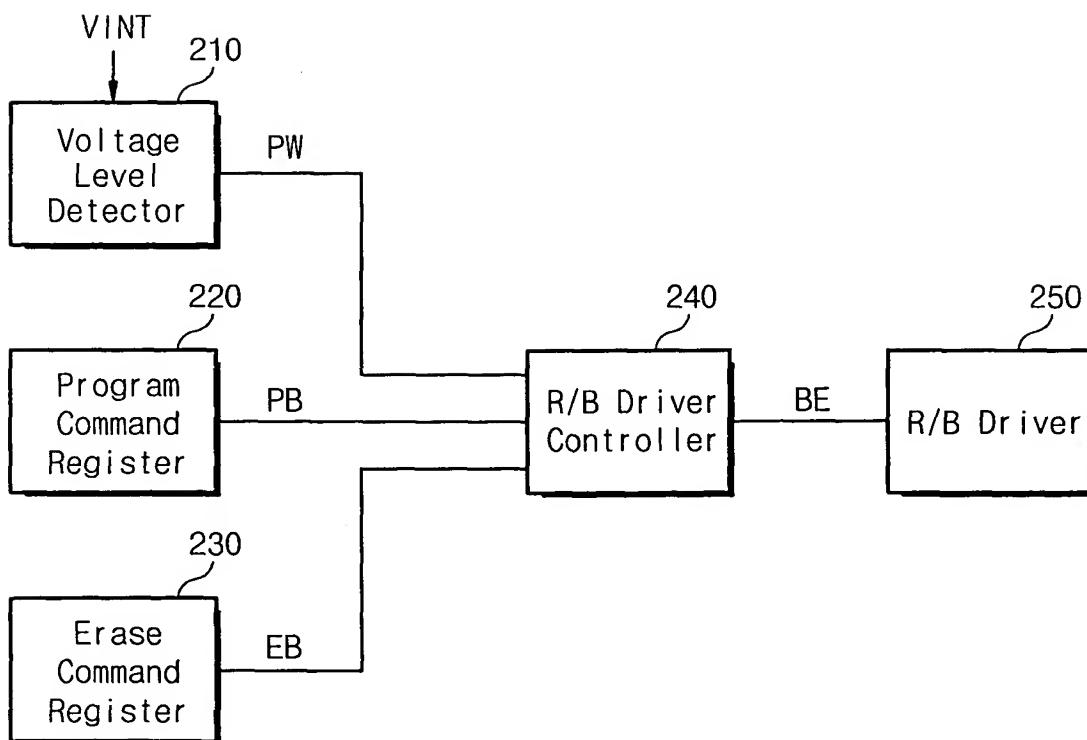 VINT
210
Voltage
Level
Detector
PW
220
Program
Command
Register
PB
240
R/B Driver
Controller
BE
250
R/B Driver
230
Erase
Command
Register
EB